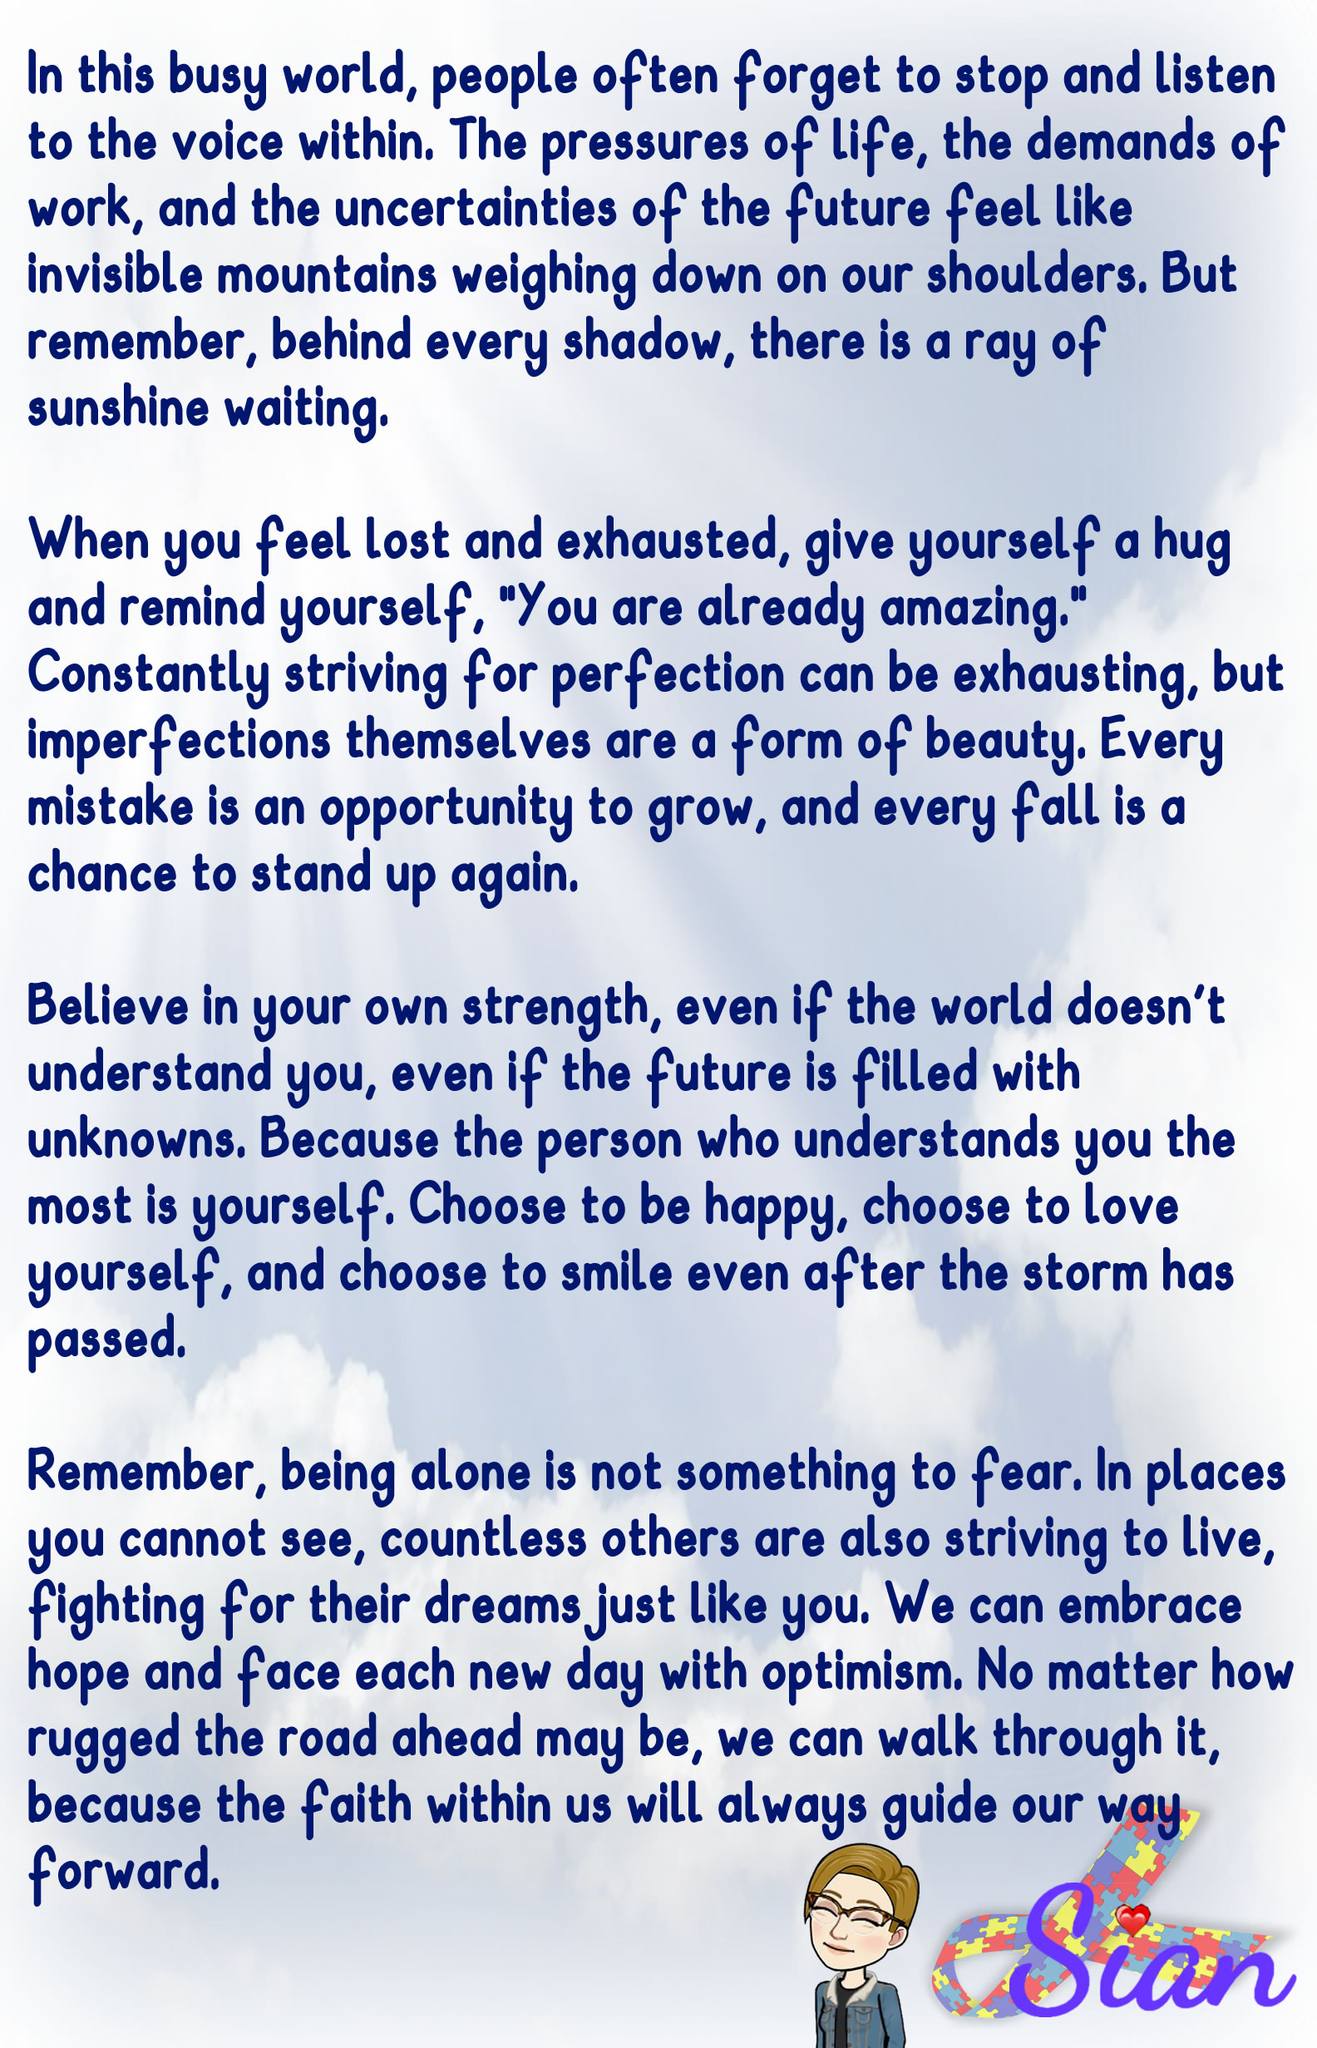 In this busy world, people often forget to stop and listen
to the voice within. The pressures of life, the demands of
work, and the uncertainties of the future feel like
invisible mountains weighing down on our shoulders. But
remember, behind every shadow, there is a ray of
sunshine waiting.
When you feel lost and exhausted, give yourself a hug
and remind yourself, "You are already amazing."
Constantly striving for perfection can be exhausting, but
imperfections themselves are a form of beauty. Every
mistake is an opportunity to grow, and every fall is a
chance to stand up again.
Believe in your own strength, even if the world doesn't
understand you, even if the future is filled with
unknowns. Because the person who understands you the
most is yourself. Choose to be happy, choose to love
yourself, and choose to smile even after the storm has
passed.
Remember, being alone is not something to fear. In places
you cannot see, countless others are also striving to live,
fighting for their dreams just like you. We can embrace
hope and face each new day with optimism. No matter how
rugged the road ahead may be, we can walk through it,
because the faith within us will always guide our way
forward.
Sian